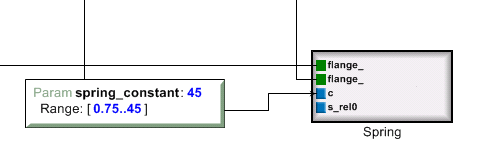 Param spring_constant: 45
Range: [ 0.75..45 ]
flange_
flange_
c
s_rel0
Spring